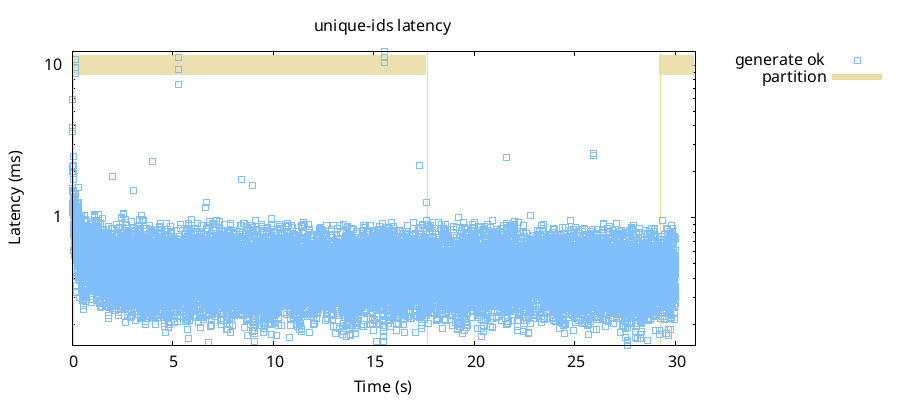 unique-ids latency
generate ok
partition
Latency (ms)
10
1
0 5 10 15 20 25 30
Time (s)